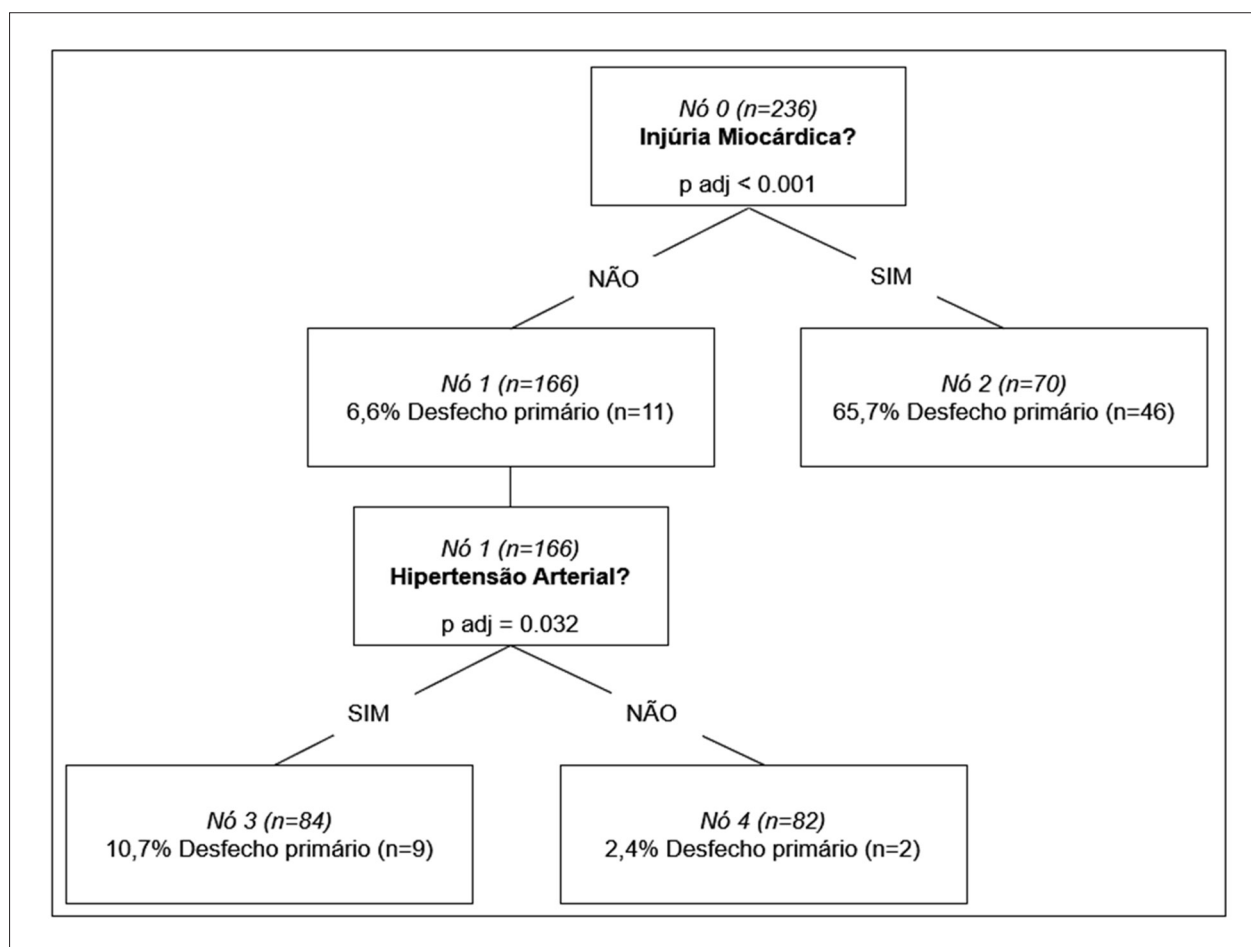 Nó 0 (n=236)
Injúria Miocárdica?
p adj < 0.001
NÃO
SIM
Nó 1 (n=166)
6,6% Desfecho primário (n=11)
Nó 2 (n=70)
65,7% Desfecho primário (n=46)
Nó 1 (n=166)
Hipertensão Arterial?
p adj = 0.032
SIM
NÃO
Nó 3 (n=84)
10,7% Desfecho primário (n=9)
Nó 4 (n=82)
2,4% Desfecho primário (n=2)